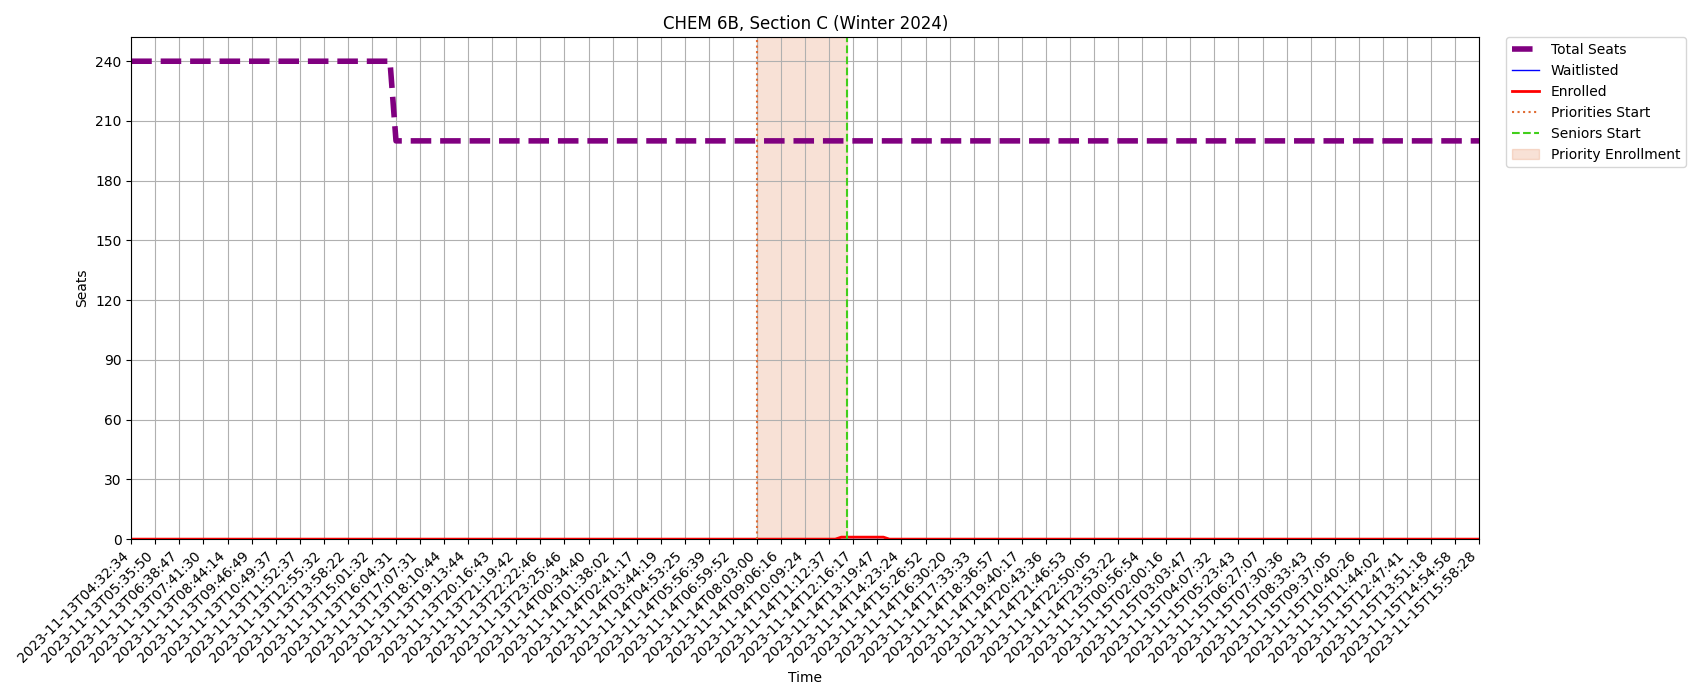 CHEM 6B, Section C (Winter 2024)
Seats
240
210
180
150
120
90
60
30
0
2023-11-13T04:32:34
2023-11-13T05:35:50
2023-11-13T06:38:47
2023-11-13T07:41:30
2023-11-13T08:44:14
2023-11-13T09:46:49
2023-11-13T10:49:37
2023-11-13T11:52:37
2023-11-13T12:55:32
2023-11-13T13:58:22
2023-11-13T15:01:32
2023-11-13T16:04:31
2023-11-13T17:07:31
2023-11-13T18:10:44
2023-11-13T19:13:44
2023-11-13T20:16:43
2023-11-13T21:19:42
2023-11-13T22:22:46
2023-11-13T23:25:46
2023-11-14T00:34:40
2023-11-14T01:38:02
2023-11-14T02:41:17
2023-11-14T03:44:19
2023-11-14T04:53:25
2023-11-14T05:56:39
2023-11-14T06:59:52
2023-11-14T08:03:00
2023-11-14T09:06:16
2023-11-14T10:09:24
2023-11-14T11:12:37
2023-11-14T12:16:17
2023-11-14T13:19:47
2023-11-14T14:23:24
2023-11-14T15:26:52
2023-11-14T16:30:20
2023-11-14T17:33:33
2023-11-14T18:36:57
2023-11-14T19:40:17
2023-11-14T20:43:36
2023-11-14T21:46:53
2023-11-14T22:50:05
2023-11-14T23:53:22
2023-11-15T00:56:54
2023-11-15T02:00:16
2023-11-15T03:03:47
2023-11-15T04:07:32
2023-11-15T05:23:43
2023-11-15T06:27:07
2023-11-15T07:30:36
2023-11-15T08:33:43
2023-11-15T09:37:05
2023-11-15T10:40:26
2023-11-15T11:44:02
2023-11-15T12:47:41
2023-11-15T13:51:18
2023-11-15T14:54:58
2023-11-15T15:58:28
Time
Total Seats
Waitlisted
Enrolled
Priorities Start
Seniors Start
Priority Enrollment